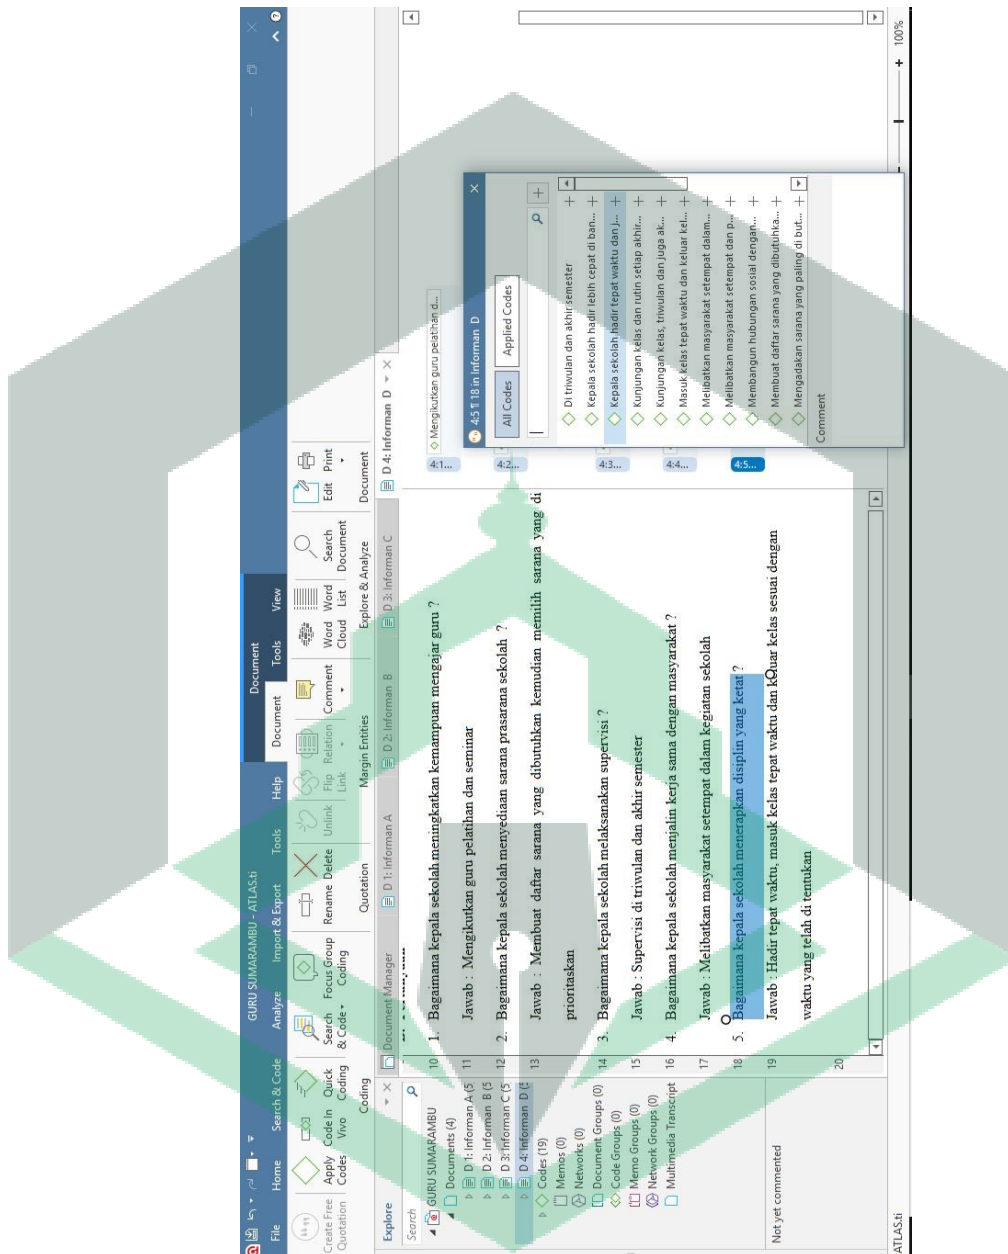 GURU SUMARAMBU - ATLAS.ti
Document
File Home Search & Code Analyze Import & Export Tools Help Document Tools View
Create Free Quotation
Apply Codes
Code In Vivo
Quick Coding
Search & Code
Focus Group Coding
Rename
Delete
Unlink
Flip Link
Relation
Comment
Word Cloud
Word List
Search Document
Edit
Print
Coding Quotation Margin Entities Explore & Analyze Document
Explore
Search
GURU SUMARAMBU
Documents (4)
D 1: Informan A (5
D 2: Informan B (5
D 3: Informan C (5
D 4: Informan D (5
Codes (19)
Memos (0)
Networks (0)
Document Groups (0)
Code Groups (0)
Memo Groups (0)
Network Groups (0)
Multimedia Transcript
Not yet commented
Document Manager D 1: Informan A D 2: Informan B D 3: Informan C D 4: Informan D
10 1. Bagaimana kepala sekolah meningkatkan kemampuan mengajar guru ?
11 Jawab : Mengikutkan guru pelatihan dan seminar
12 2. Bagaimana kepala sekolah menyediaan sarana prasarana sekolah ?
13 Jawab : Membuat daftar sarana yang dibutuhkan kemudian memilih sarana yang di
prioritaskan
14 3. Bagaimana kepala sekolah melaksanakan supervisi ?
15 Jawab : Supervisi di triwulan dan akhir semester
16 4. Bagaimana kepala sekolah menjalin kerja sama dengan masyarakat ?
17 Jawab : Melibatkan masyarakat setempat dalam kegiatan sekolah
18 5. Bagaimana kepala sekolah menerapkan disiplin yang ketat ?
19 Jawab : Hadir tepat waktu, masuk kelas tepat waktu dan keluar kelas sesuai dengan
waktu yang telah di tentukan
20
4:1...
Mengikutkan guru pelatihan d...
4:2...
4:3...
4:4...
4:5...
4:5 ¶ 18 in Informan D
All Codes Applied Codes
Di triwulan dan akhir semester
Kepala sekolah hadir lebih cepat di ban...
Kepala sekolah hadir tepat waktu dan j...
Kunjungan kelas dan rutin setiap akhir...
Kunjungan kelas, triwulan dan juga ak...
Masuk kelas tepat waktu dan keluar kel...
Melibatkan masyarakat setempat dalam...
Melibatkan masyarakat setempat dan p...
Membangun hubungan sosial dengan...
Membuat daftar sarana yang dibutuhka...
Mengadakan sarana yang paling di but...
Comment
ATLAS.ti
100%